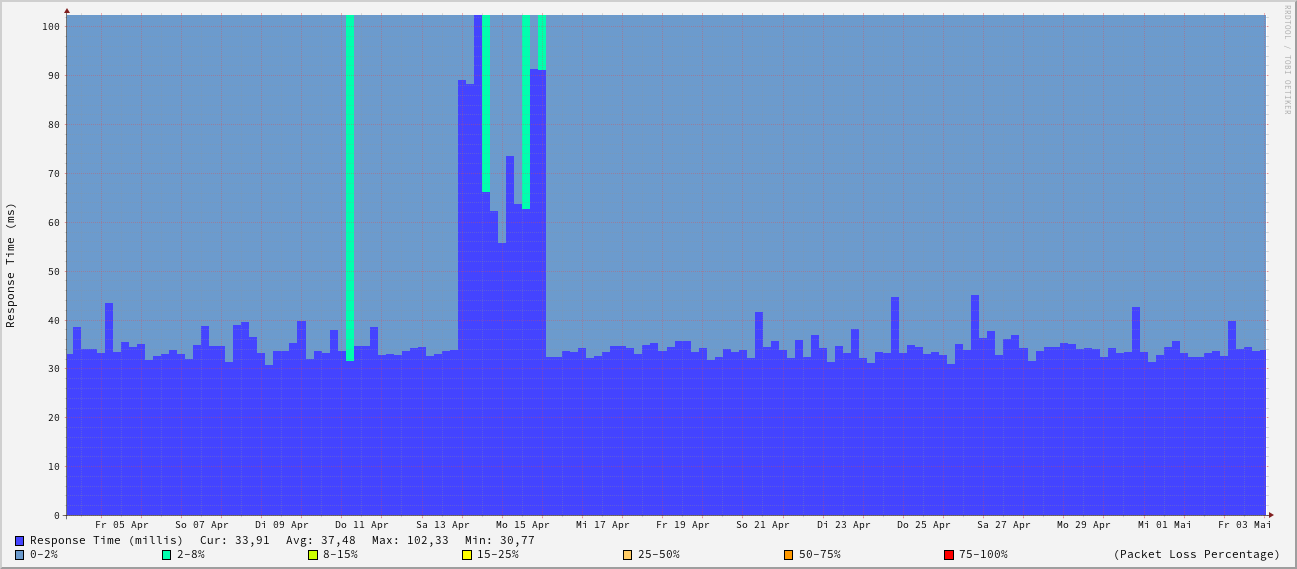 RRDTOOL / TOBI OETIKER
Response Time (ms)
100
90
80
70
60
50
40
30
20
10
0
Fr 05 Apr So 07 Apr Di 09 Apr Do 11 Apr Sa 13 Apr Mo 15 Apr Mi 17 Apr Fr 19 Apr So 21 Apr Di 23 Apr Do 25 Apr Sa 27 Apr Mo 29 Apr Mi 01 Mai Fr 03 Mai
Response Time (millis) Cur: 33,91 Avg: 37,48 Max: 102,33 Min: 30,77
0-2% 2-8% 8-15% 15-25% 25-50% 50-75% 75-100% (Packet Loss Percentage)